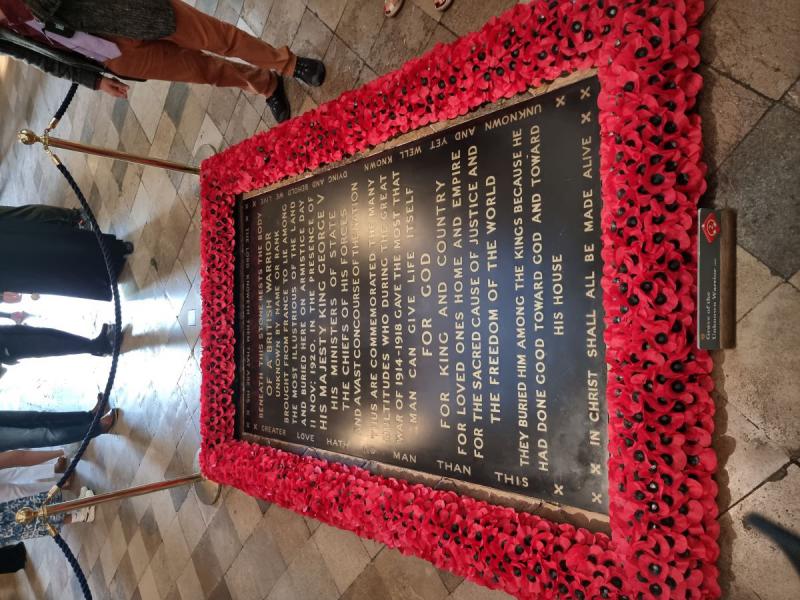 THE LORD KNOWETH THEM THAT ARE HIS
BENEATH THIS STONE RESTS THE BODY
OF A BRITISH WARRIOR
UNKNOWN BY NAME OR RANK
BROUGHT FROM FRANCE TO LIE AMONG
THE MOST ILLUSTRIOUS OF THE LAND
AND BURIED HERE ON ARMISTICE DAY
11 NOV: 1920, IN THE PRESENCE OF
HIS MAJESTY KING GEORGE V
HIS MINISTERS OF STATE
THE CHIEFS OF HIS FORCES
AND A VAST CONCOURSE OF THE NATION
THUS ARE COMMEMORATED THE MANY
MULTITUDES WHO DURING THE GREAT
WAR OF 1914-1918 GAVE THE MOST THAT
MAN CAN GIVE LIFE ITSELF
FOR GOD
FOR KING AND COUNTRY
FOR LOVED ONES HOME AND EMPIRE
FOR THE SACRED CAUSE OF JUSTICE AND
THE FREEDOM OF THE WORLD
THEY BURIED HIM AMONG THE KINGS BECAUSE HE
HAD DONE GOOD TOWARD GOD AND TOWARD
HIS HOUSE
IN CHRIST SHALL ALL BE MADE ALIVE
GREATER LOVE HATH MAN THAN THIS
UNKNOWN AND YET WELL KNOWN DYING AND BEHOLD WE LIVE
Grave of the
Unknown Warrior